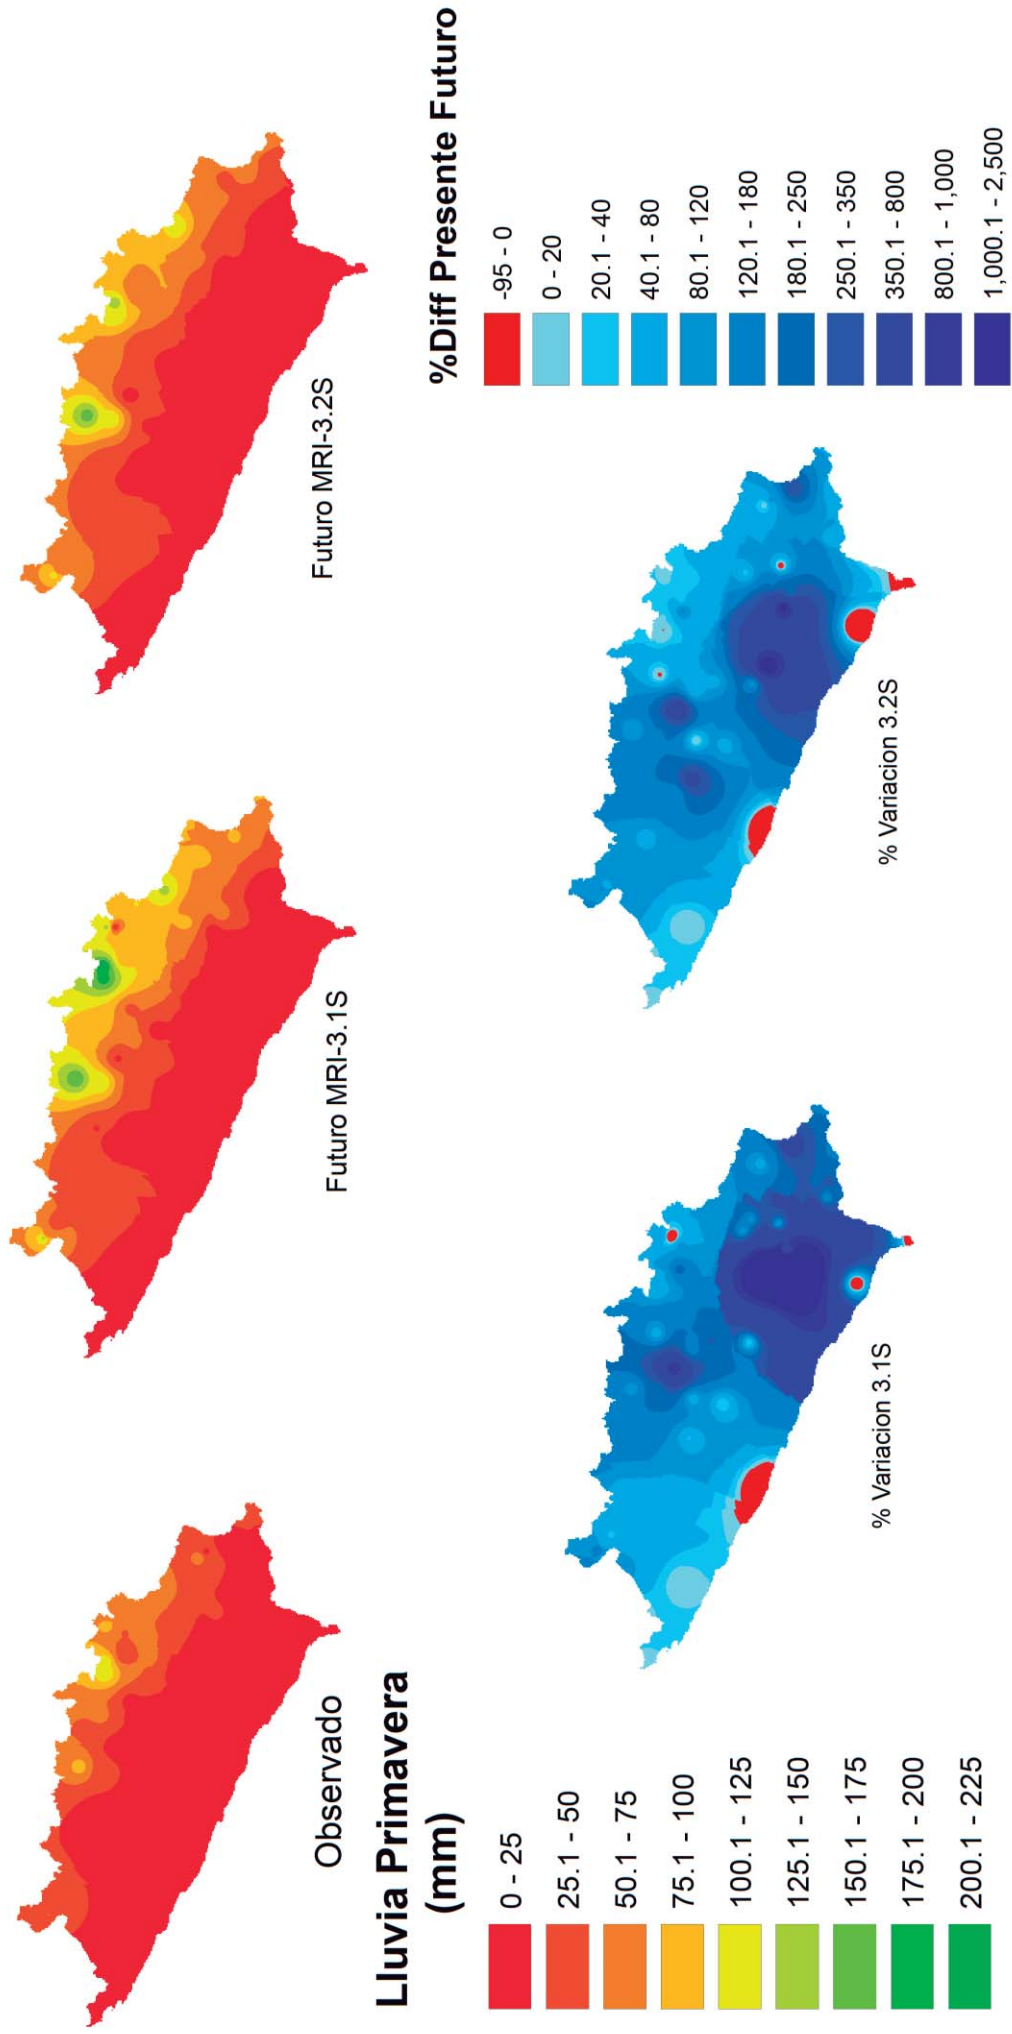 Observado
Futuro MRI-3.1S
Futuro MRI-3.2S
Lluvia Primavera
(mm)
0 - 25
25.1 - 50
50.1 - 75
75.1 - 100
100.1 - 125
125.1 - 150
150.1 - 175
175.1 - 200
200.1 - 225
% Variacion 3.1S
% Variacion 3.2S
%Diff Presente Futuro
-95 - 0
0 - 20
20.1 - 40
40.1 - 80
80.1 - 120
120.1 - 180
180.1 - 250
250.1 - 350
350.1 - 800
800.1 - 1,000
1,000.1 - 2,500